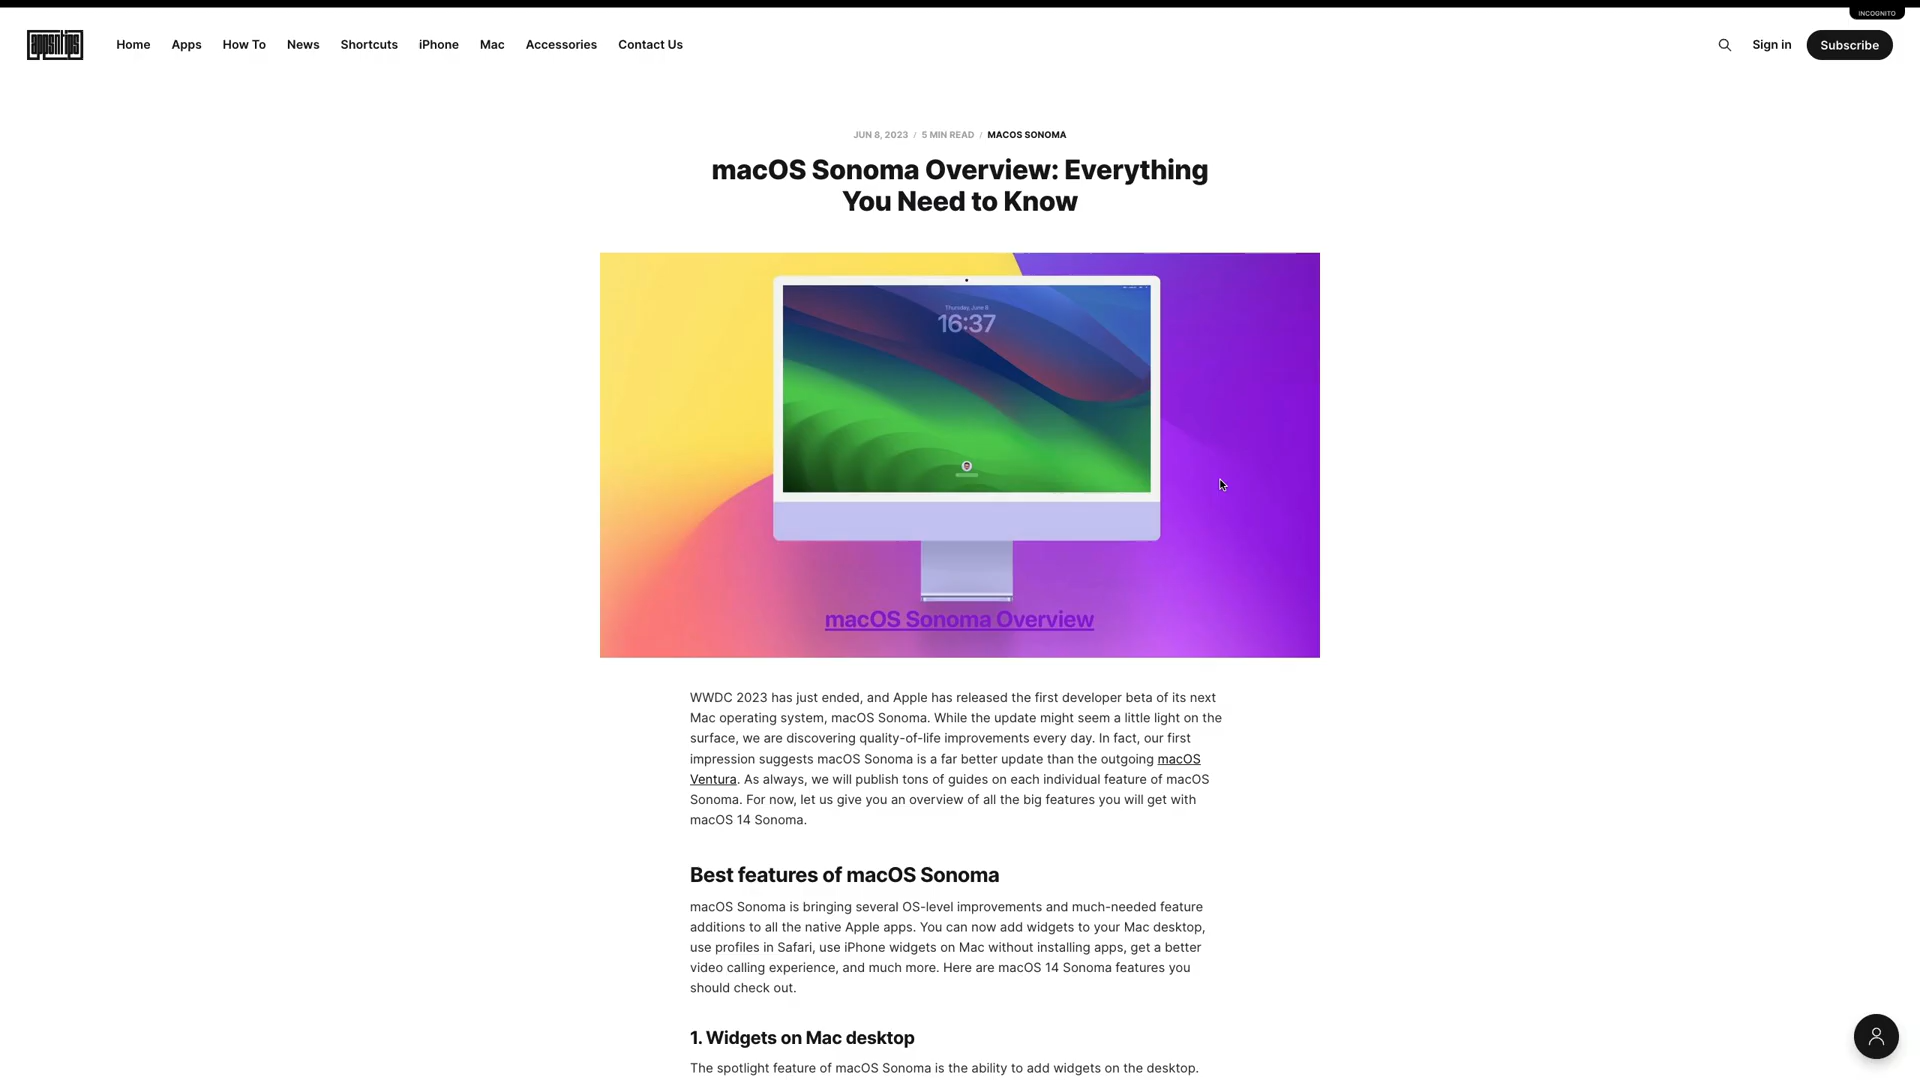 INCOGNITO
appsntips
Home Apps How To News Shortcuts iPhone Mac Accessories Contact Us
Sign in Subscribe
JUN 8, 2023 / 5 MIN READ / MACOS SONOMA
macOS Sonoma Overview: Everything
You Need to Know
Thursday, June 8
16:37
macOS Sonoma Overview
WWDC 2023 has just ended, and Apple has released the first developer beta of its next
Mac operating system, macOS Sonoma. While the update might seem a little light on the
surface, we are discovering quality-of-life improvements every day. In fact, our first
impression suggests macOS Sonoma is a far better update than the outgoing macOS
Ventura. As always, we will publish tons of guides on each individual feature of macOS
Sonoma. For now, let us give you an overview of all the big features you will get with
macOS 14 Sonoma.
Best features of macOS Sonoma
macOS Sonoma is bringing several OS-level improvements and much-needed feature
additions to all the native Apple apps. You can now add widgets to your Mac desktop,
use profiles in Safari, use iPhone widgets on Mac without installing apps, get a better
video calling experience, and much more. Here are macOS 14 Sonoma features you
should check out.
1. Widgets on Mac desktop
The spotlight feature of macOS Sonoma is the ability to add widgets on the desktop.